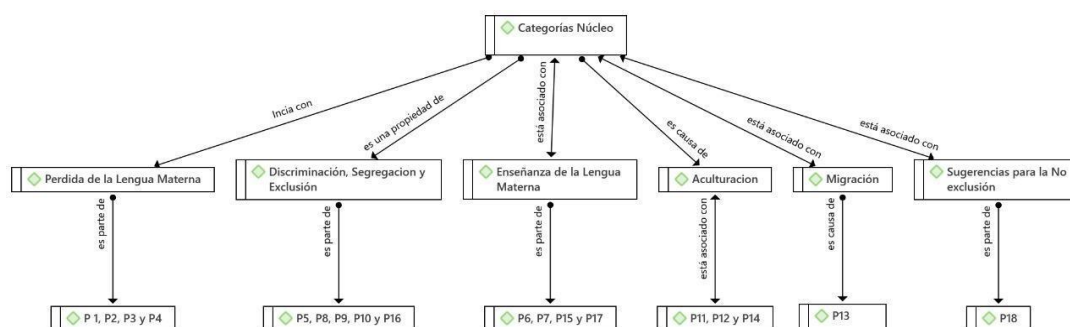 Categorías Núcleo
Incia con
es una propiedad de
está asociado con
es causa de
está asociado con
está asociado con
Perdida de la Lengua Materna
Discriminación, Segregacion y
Exclusión
Enseñanza de la Lengua
Materna
Aculturacion
Migración
Sugerencias para la No
exclusión
es parte de
es parte de
es parte de
está asociado con
es causa de
es parte de
P 1, P2, P3 y P4
P5, P8, P9, P10 y P16
P6, P7, P15 y P17
P11, P12 y P14
P13
P18